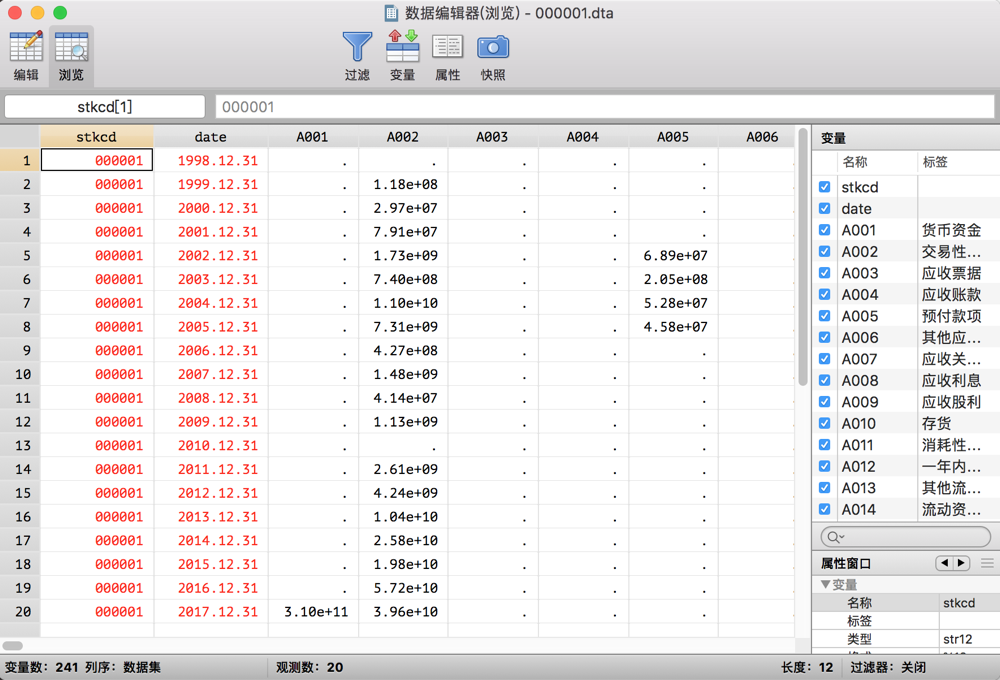 数据编辑器(浏览) - 000001.dta
编辑 浏览 过滤 变量 属性 快照
stkcd[1] 000001
stkcd date A001 A002 A003 A004 A005 A006
1 000001 1998.12.31 . . . . . .
2 000001 1999.12.31 . 1.18e+08 . . . .
3 000001 2000.12.31 . 2.97e+07 . . . .
4 000001 2001.12.31 . 7.91e+07 . . . .
5 000001 2002.12.31 . 1.73e+09 . . 6.89e+07 .
6 000001 2003.12.31 . 7.40e+08 . . 2.05e+08 .
7 000001 2004.12.31 . 1.10e+10 . . 5.28e+07 .
8 000001 2005.12.31 . 7.31e+09 . . 4.58e+07 .
9 000001 2006.12.31 . 4.27e+08 . . . .
10 000001 2007.12.31 . 1.48e+09 . . . .
11 000001 2008.12.31 . 4.14e+07 . . . .
12 000001 2009.12.31 . 1.13e+09 . . . .
13 000001 2010.12.31 . . . . . .
14 000001 2011.12.31 . 2.61e+09 . . . .
15 000001 2012.12.31 . 4.24e+09 . . . .
16 000001 2013.12.31 . 1.04e+10 . . . .
17 000001 2014.12.31 . 2.58e+10 . . . .
18 000001 2015.12.31 . 1.98e+10 . . . .
19 000001 2016.12.31 . 5.72e+10 . . . .
20 000001 2017.12.31 3.10e+11 3.96e+10 . . . .
变量
名称 标签
stkcd
date
A001 货币资金
A002 交易性…
A003 应收票据
A004 应收账款
A005 预付款项
A006 其他应…
A007 应收关…
A008 应收利息
A009 应收股利
A010 存货
A011 消耗性…
A012 一年内…
A013 其他流…
A014 流动资…
属性窗口
▼变量
名称 stkcd
标签
类型 str12
变量数: 241 列序: 数据集 观测数: 20 长度: 12 过滤器: 关闭